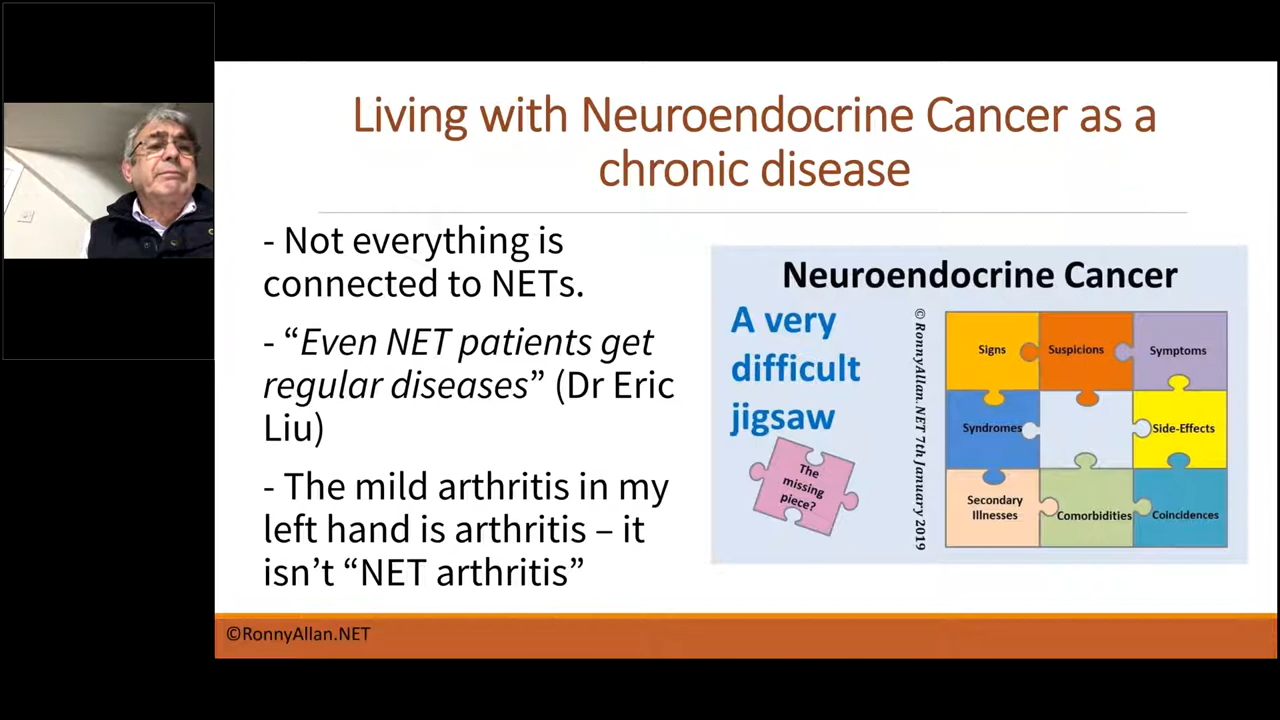 Living with Neuroendocrine Cancer as a
chronic disease
- Not everything is
connected to NETs.
- “Even NET patients get
regular diseases” (Dr Eric
Liu)
- The mild arthritis in my
left hand is arthritis – it
isn’t “NET arthritis”
Neuroendocrine Cancer
A very
difficult
jigsaw
The
missing
piece?
© RonnyAllan.NET 7th January 2019
Signs
Suspicions
Symptoms
Syndromes
Side-Effects
Secondary
Illnesses
Comorbidities
Coincidences
©RonnyAllan.NET